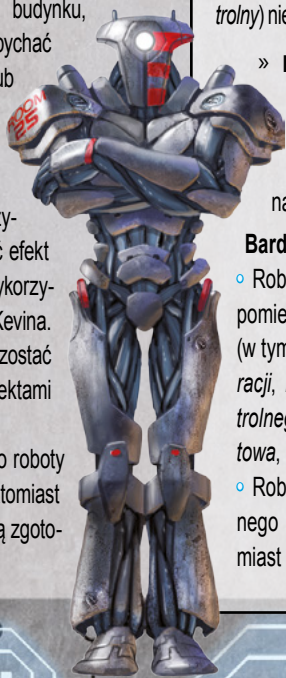 budynku,
pychać
ub
zy-
ć efekt
ykorzy-
Kevina.
zostać
ektami
o roboty
tomiast
ą zgoto-
ROOM
25
trolny) nie
»
na
Bard
° Rob
pomie
(w tym
racji,
trolneg
towa,
° Rob
nego
miast